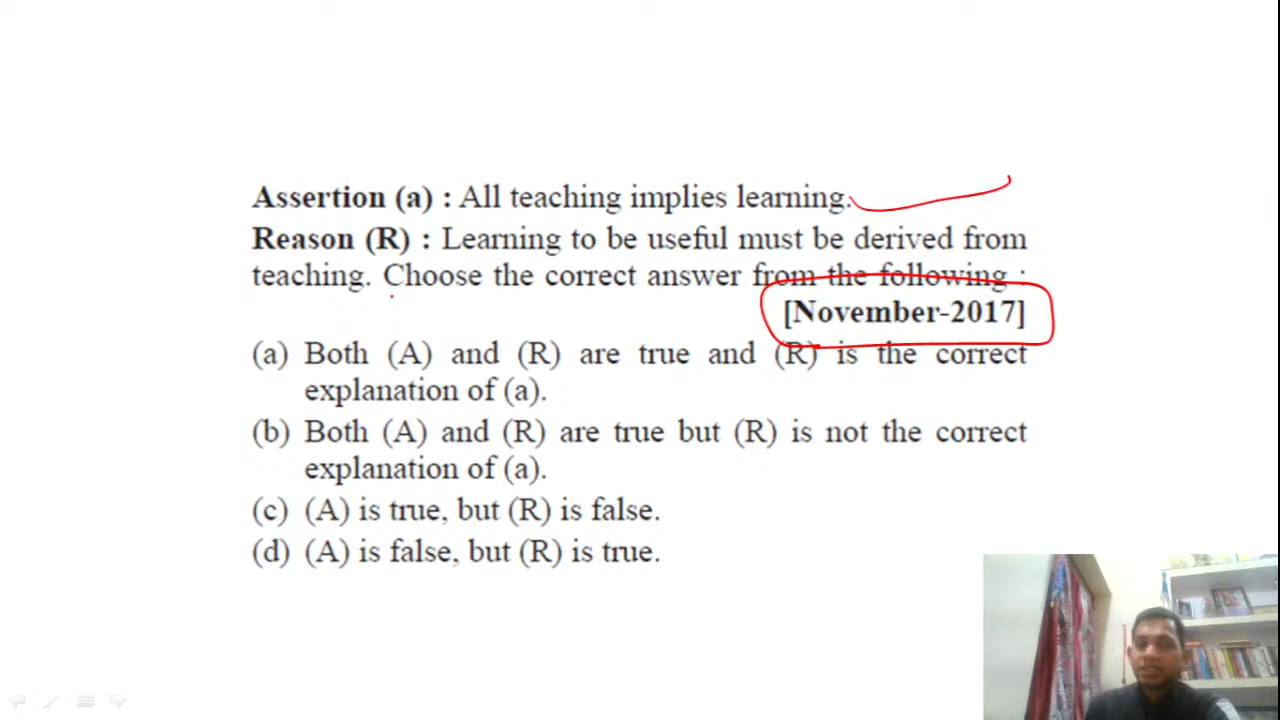 Assertion (a) : All teaching implies learning.
Reason (R) : Learning to be useful must be derived from
teaching. Choose the correct answer from the following :
[November-2017]
(a) Both (A) and (R) are true and (R) is the correct
explanation of (a).
(b) Both (A) and (R) are true but (R) is not the correct
explanation of (a).
(c) (A) is true, but (R) is false.
(d) (A) is false, but (R) is true.